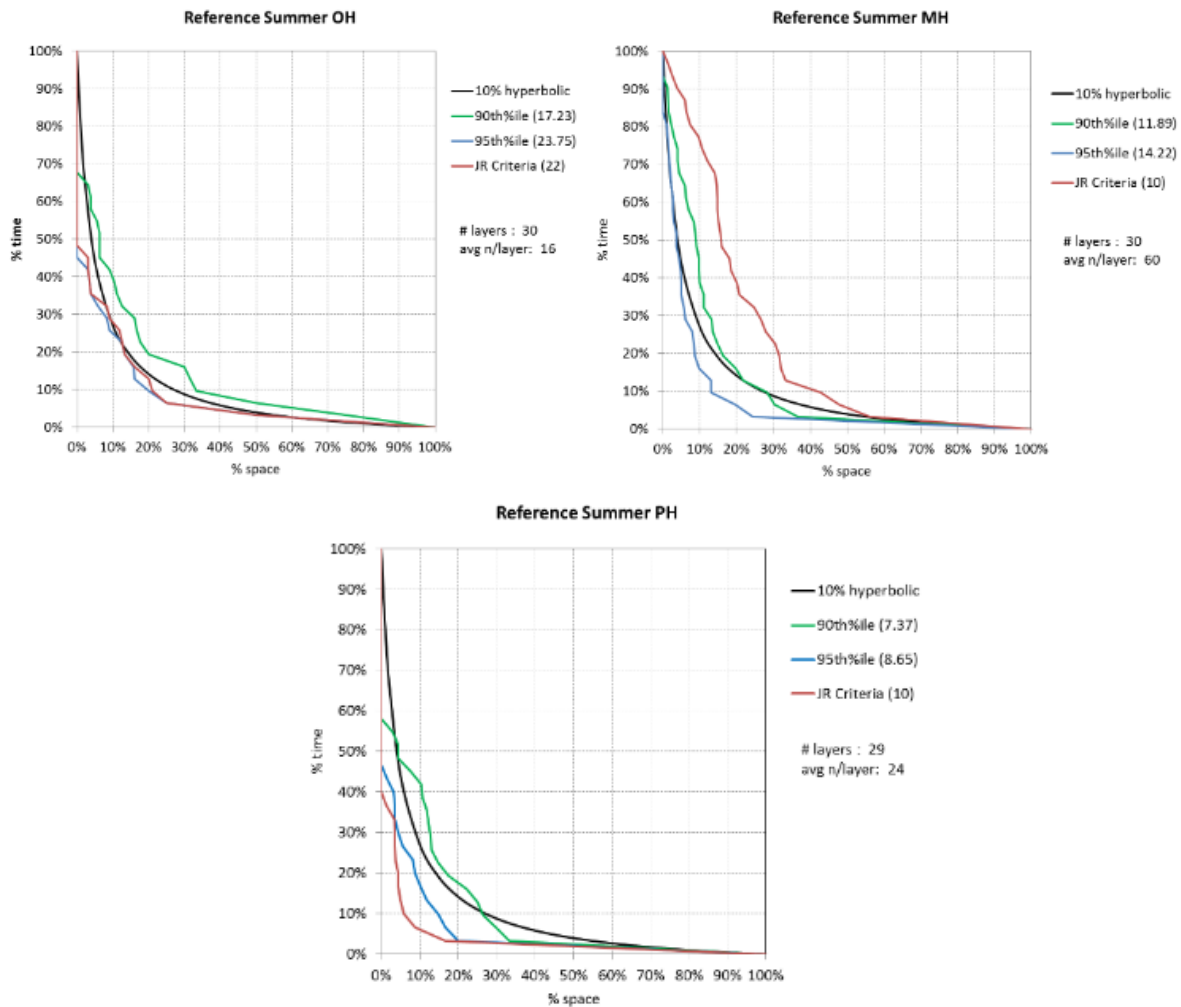 Reference Summer OH
100%
90%
80%
70%
60%
50%
40%
30%
20%
10%
0%
% time
0% 10% 20% 30% 40% 50% 60% 70% 80% 90% 100%
% space
10% hyperbolic
90th%ile (17.23)
95th%ile (23.75)
JR Criteria (22)
# layers : 30
avg n/layer: 16
Reference Summer MH
100%
90%
80%
70%
60%
50%
40%
30%
20%
10%
0%
% time
0% 10% 20% 30% 40% 50% 60% 70% 80% 90% 100%
% space
10% hyperbolic
90th%ile (11.89)
95th%ile (14.22)
JR Criteria (10)
# layers : 30
avg n/layer: 60
Reference Summer PH
100%
90%
80%
70%
60%
50%
40%
30%
20%
10%
0%
% time
0% 10% 20% 30% 40% 50% 60% 70% 80% 90% 100%
% space
10% hyperbolic
90th%ile (7.37)
95th%ile (8.65)
JR Criteria (10)
# layers : 29
avg n/layer: 24